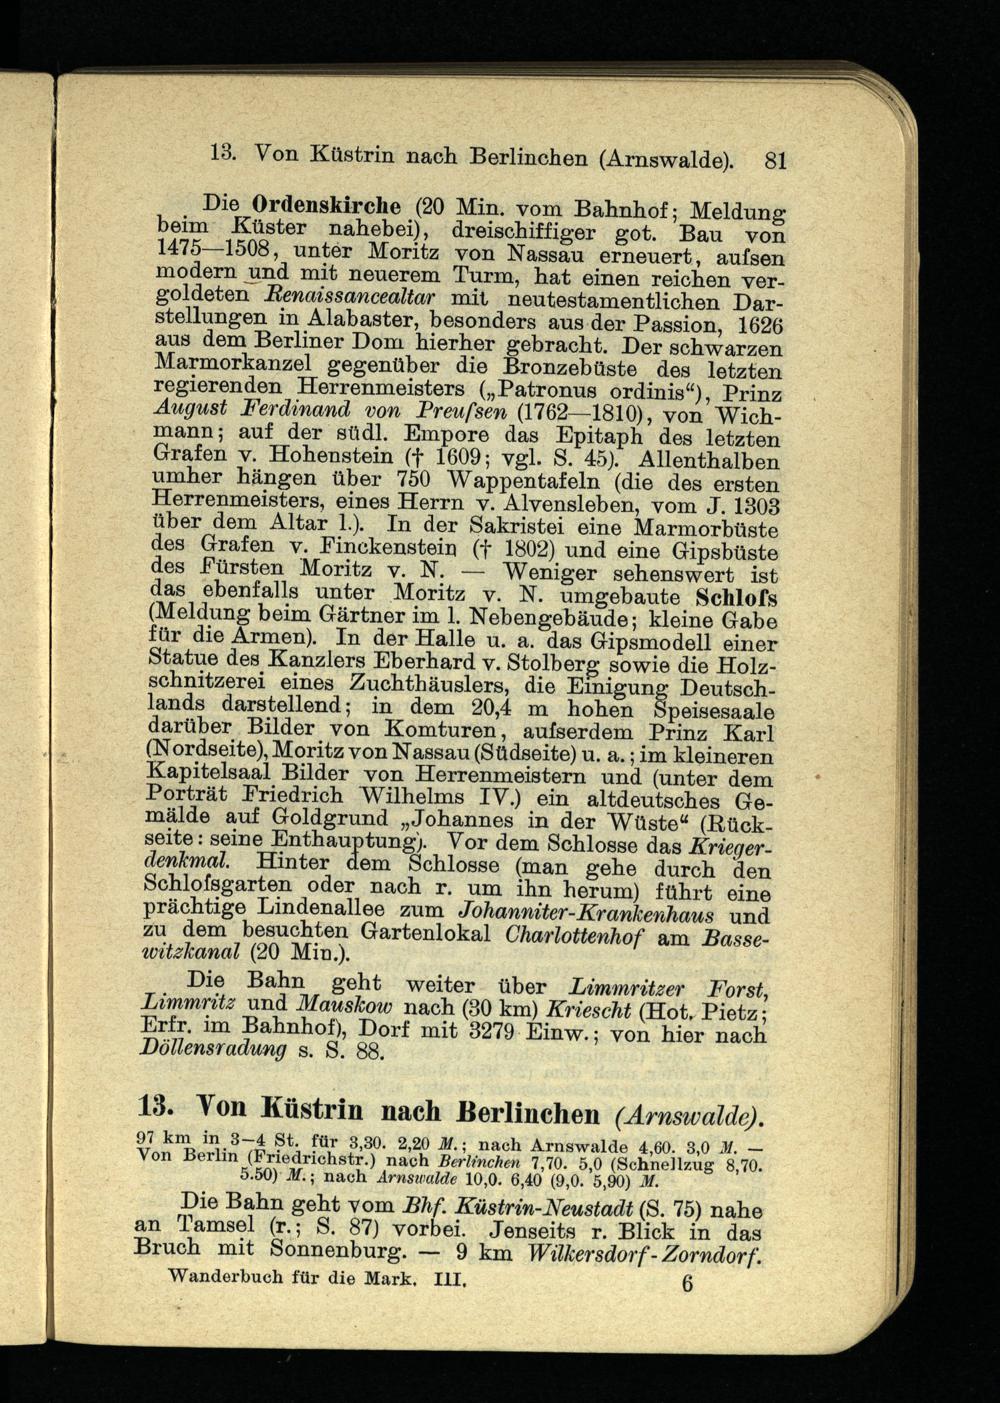 13. Von Küstrin nach Berlinchen (Arnswalde). 81
Die Ordenskirche (20 Min. vom Bahnhof; Meldung
beim Küster nahebei), dreischiffiger got. Bau von
1475—1508, unter Moritz von Nassau erneuert, aufsen
modern und mit neuerem Turm, hat einen reichen ver-
goldeten Renaissancealtar mit neutestamentlichen Dar-
stellungen in Alabaster, besonders aus der Passion, 1626
aus dem Berliner Dom hierher gebracht. Der schwarzen
Marmorkanzel gegenüber die Bronzebüste des letzten
regierenden Herrenmeisters („Patronus ordinis“), Prinz
August Ferdinand von Preufsen (1762—1810), von Wich-
mann; auf der südl. Empore das Epitaph des letzten
Grafen v. Hohenstein († 1609; vgl. S. 45). Allenthalben
umher hängen über 750 Wappentafeln (die des ersten
Herrenmeisters, eines Herrn v. Alvensleben, vom J. 1303
über dem Altar l.). In der Sakristei eine Marmorbüste
des Grafen v. Finckenstein († 1802) und eine Gipsbüste
des Fürsten Moritz v. N. — Weniger sehenswert ist
das ebenfalls unter Moritz v. N. umgebaute Schlofs
(Meldung beim Gärtner im l. Nebengebäude; kleine Gabe
für die Armen). In der Halle u. a. das Gipsmodell einer
Statue des Kanzlers Eberhard v. Stolberg sowie die Holz-
schnitzerei eines Zuchthäuslers, die Einigung Deutsch-
lands darstellend; in dem 20,4 m hohen Speisesaale
darüber Bilder von Komturen, aufserdem Prinz Karl
(Nordseite), Moritz von Nassau (Südseite) u. a.; im kleineren
Kapitelsaal Bilder von Herrenmeistern und (unter dem
Porträt Friedrich Wilhelms IV.) ein altdeutsches Ge-
mälde auf Goldgrund „Johannes in der Wüste“ (Rück-
seite: seine Enthauptung). Vor dem Schlosse das Krieger-
denkmal. Hinter dem Schlosse (man gehe durch den
Schlofsgarten oder nach r. um ihn herum) führt eine
prächtige Lindenallee zum Johanniter-Krankenhaus und
zu dem besuchten Gartenlokal Charlottenhof am Basse-
witzkanal (20 Min.).
Die Bahn geht weiter über Limmritzer Forst,
Limmritz und Mauskow nach (30 km) Kriescht (Hot. Pietz;
Erfr. im Bahnhof), Dorf mit 3279 Einw.; von hier nach
Döllensradung s. S. 88.
13. Von Küstrin nach Berlinchen (Arnswalde).
97 km in 3—4 St. für 3,30. 2,20 M.; nach Arnswalde 4,60. 3,0 M. —
Von Berlin (Friedrichstr.) nach Berlinchen 7,70. 5,0 (Schnellzug 8,70.
5.50) M.; nach Arnswalde 10,0. 6,40 (9,0. 5,90) M.
Die Bahn geht vom Bhf. Küstrin-Neustadt (S. 75) nahe
an Tamsel (r.; S. 87) vorbei. Jenseits r. Blick in das
Bruch mit Sonnenburg. — 9 km Wilkersdorf-Zorndorf.
Wanderbuch für die Mark. III. 6